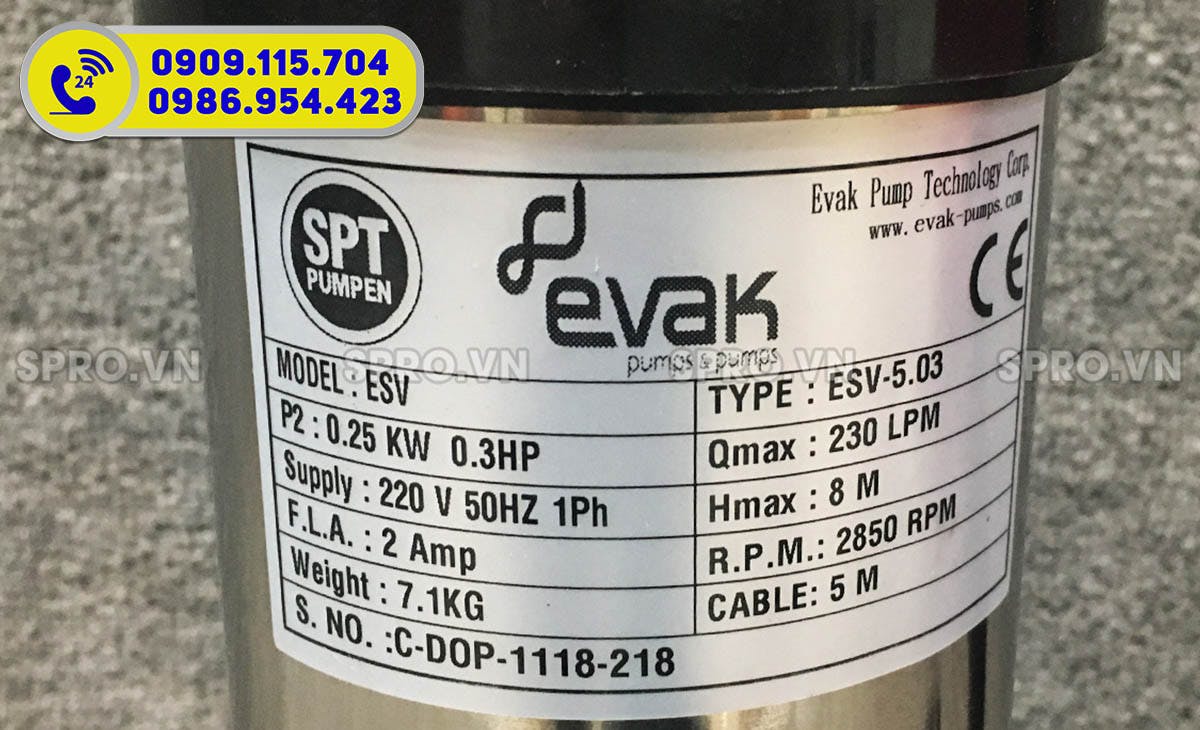 0909.115.704
0986.954.423
24
SPT
PUMPEN
evak
pumps & pumps
Evak Pump Technology Corp.
www.evak-pumps.com
CE
SPRO.VN SPRO.VN SPRO.VN SPRO.VN
MODEL : ESV
TYPE : ESV-5.03
P2 : 0.25 KW 0.3HP
Qmax : 230 LPM
Supply : 220 V 50HZ 1Ph
Hmax : 8 M
F.L.A. : 2 Amp
R.P.M.: 2850 RPM
Weight : 7.1KG
CABLE: 5 M
S. NO. :C-DOP-1118-218